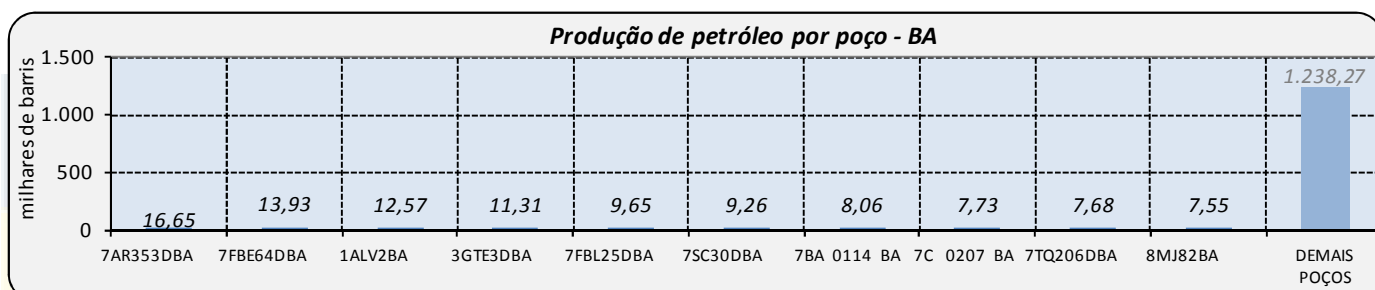 Produção de petróleo por poço - BA
milhares de barris
1.500
1.000
500
0
16,65 13,93 12,57 11,31 9,65 9,26 8,06 7,73 7,68 7,55 1.238,27
7AR353DBA 7FBE64DBA 1ALV2BA 3GTE3DBA 7FBL25DBA 7SC30DBA 7BA 0114 BA 7C 0207 BA 7TQ206DBA 8MJ82BA DEMAIS
POÇOS